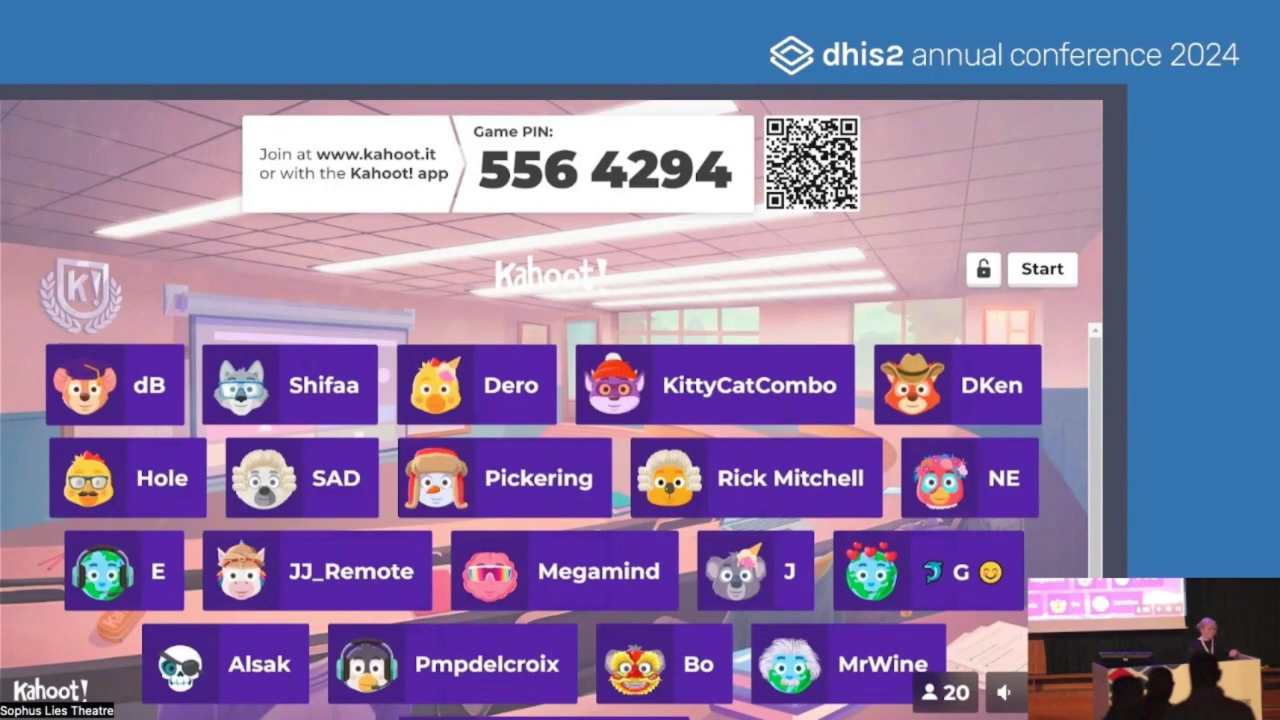 dhis2 annual conference 2024
Join at www.kahoot.it
or with the Kahoot! app
Game PIN:
556 4294
Kahoot!
Start
K!
dB
Shifaa
Dero
KittyCatCombo
DKen
Hole
SAD
Pickering
Rick Mitchell
NE
E
JJ_Remote
Megamind
J
G
Alsak
Pmpdelcroix
Bo
MrWine
20
Kahoot!
Sophus Lies Theatre